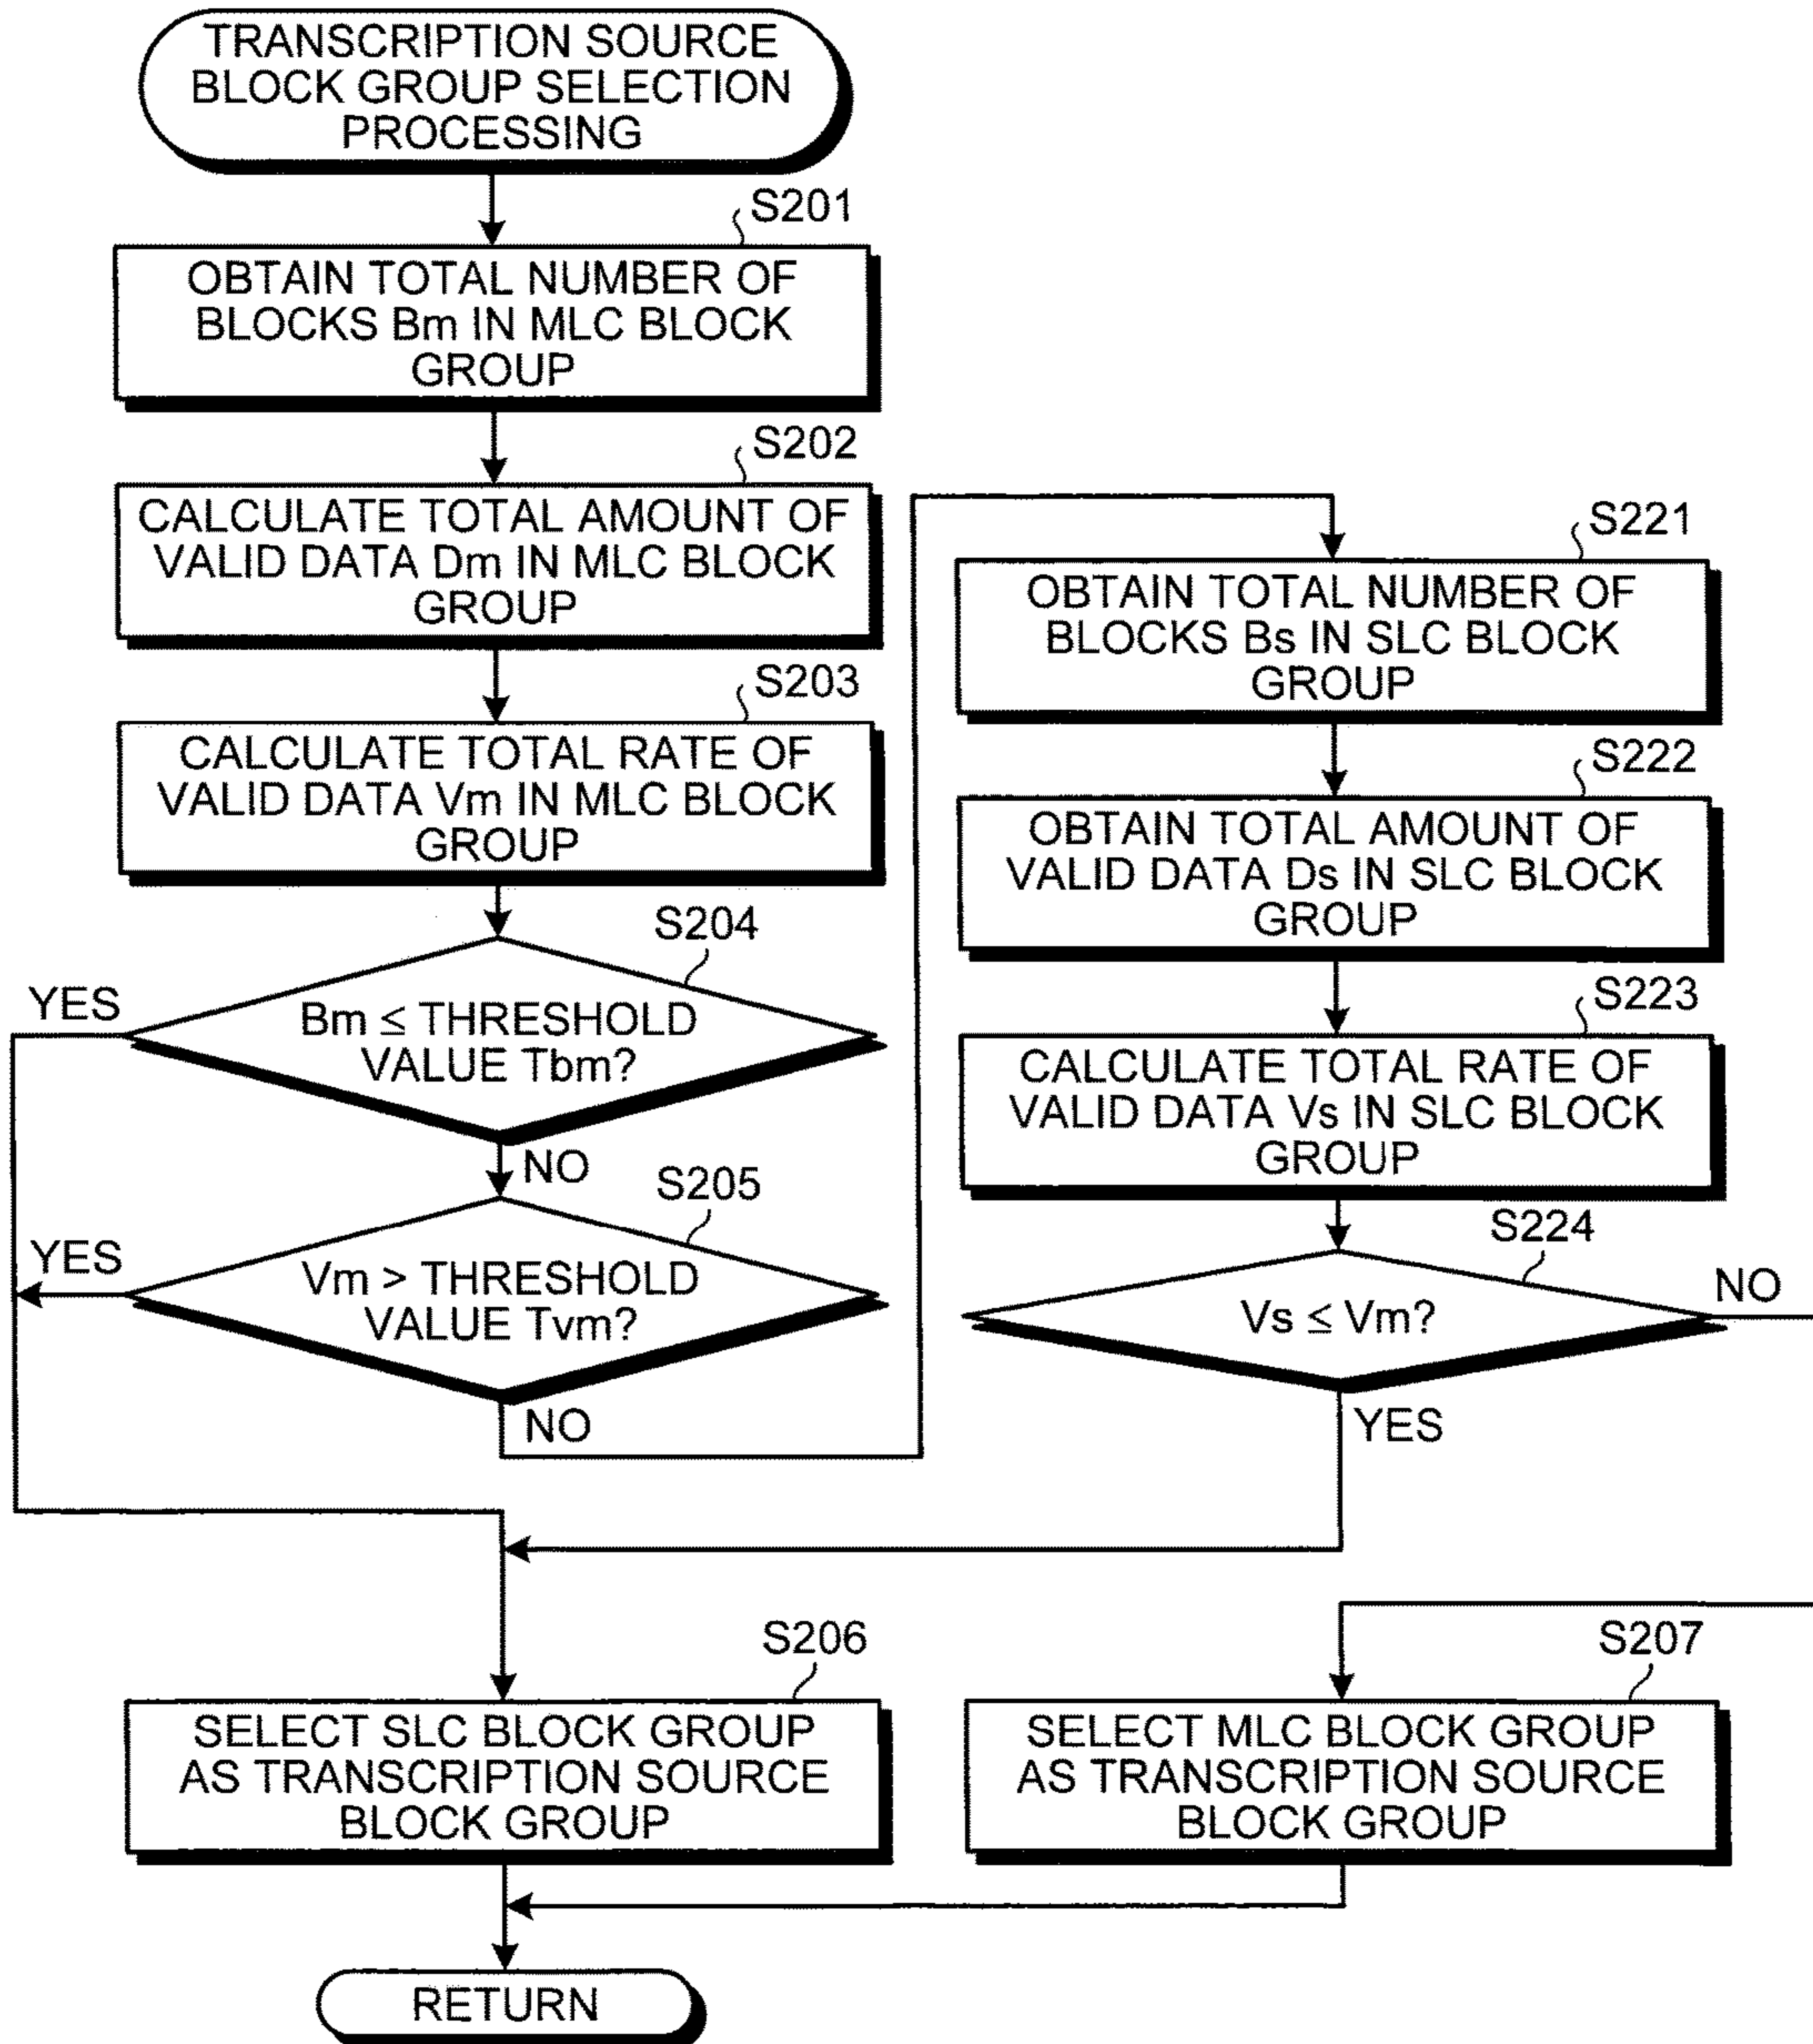 TRANSCRIPTION SOURCE
BLOCK GROUP SELECTION
PROCESSING
S201
OBTAIN TOTAL NUMBER OF
BLOCKS Bm IN MLC BLOCK
GROUP
S202
CALCULATE TOTAL AMOUNT OF
VALID DATA Dm IN MLC BLOCK
GROUP
S203
CALCULATE TOTAL RATE OF
VALID DATA Vm IN MLC BLOCK
GROUP
S204
YES
Bm ≤ THRESHOLD
VALUE Tbm?
NO
S205
YES
Vm > THRESHOLD
VALUE Tvm?
NO
S221
OBTAIN TOTAL NUMBER OF
BLOCKS Bs IN SLC BLOCK
GROUP
S222
OBTAIN TOTAL AMOUNT OF
VALID DATA Ds IN SLC BLOCK
GROUP
S223
CALCULATE TOTAL RATE OF
VALID DATA Vs IN SLC BLOCK
GROUP
S224
NO
Vs ≤ Vm?
YES
S206
SELECT SLC BLOCK GROUP
AS TRANSCRIPTION SOURCE
BLOCK GROUP
S207
SELECT MLC BLOCK GROUP
AS TRANSCRIPTION SOURCE
BLOCK GROUP
RETURN